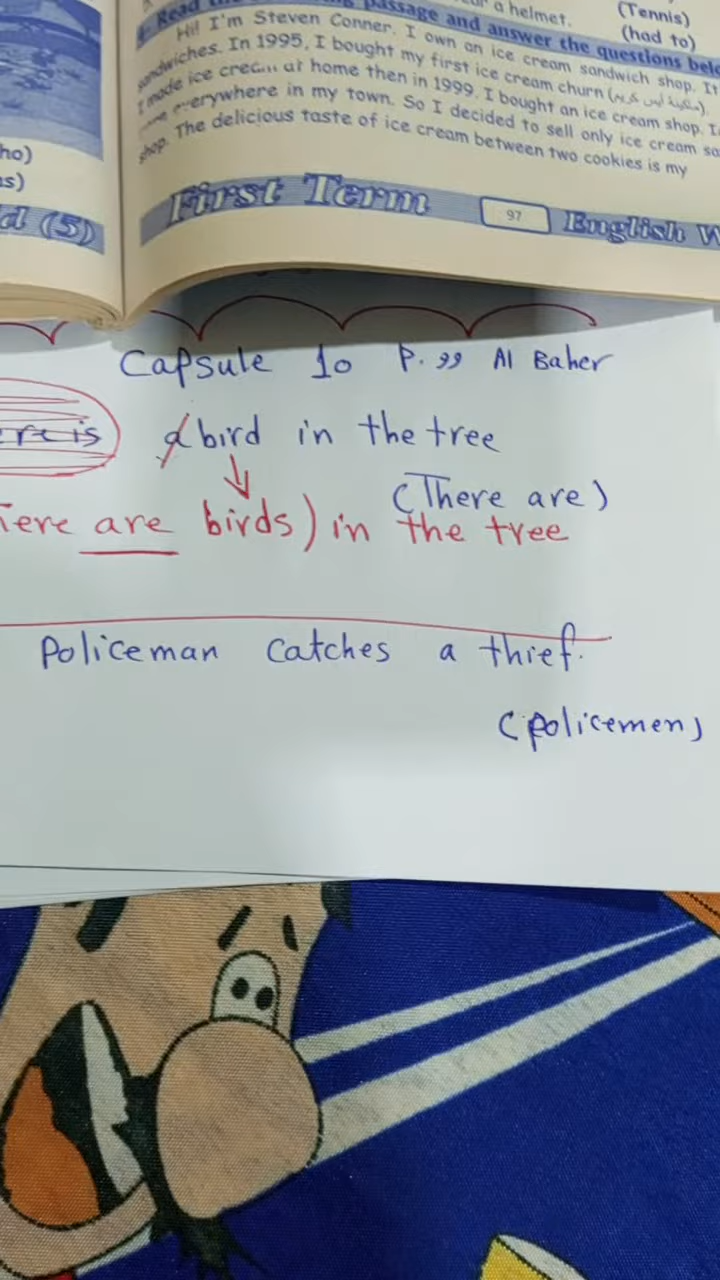 a helmet.
(Tennis)
(had to)
Read passage and answer the questions
Hi! I'm Steven Conner. I own an ice cream sandwich shop. It
sandwiches. In 1995, I bought my first ice cream churn
I made ice cream at home then in 1999, I bought an ice cream shop.
everywhere in my town. So I decided to sell only ice cream
shop. The delicious taste of ice cream between two cookies is my
First Term
97
English
(5)
Capsule 10 P. 99 Al Baher
is a bird in the tree
(There are)
are birds) in the tree
Policeman catches a thief.
(policemen)